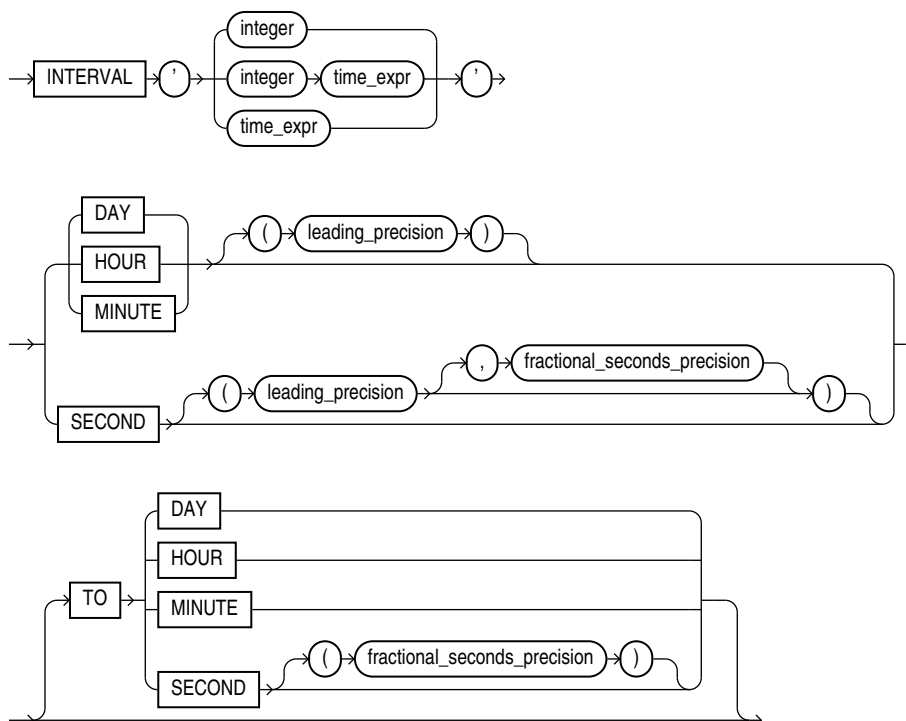 integer
INTERVAL ' integer time_expr '
time_expr
DAY
( leading_precision )
HOUR
MINUTE
, fractional_seconds_precision
( leading_precision )
SECOND
DAY
HOUR
TO MINUTE
( fractional_seconds_precision )
SECOND